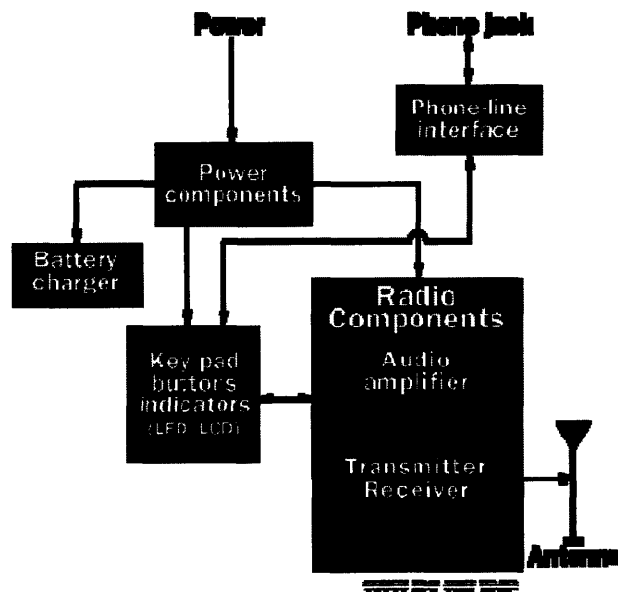 Power
Phone jack
Phone-line
interface
Power
components
Battery
charger
Radio
Components
Key pad
buttons
indicators
(LED LCD)
Audio
amplifier
Transmitter
Receiver
Antenna